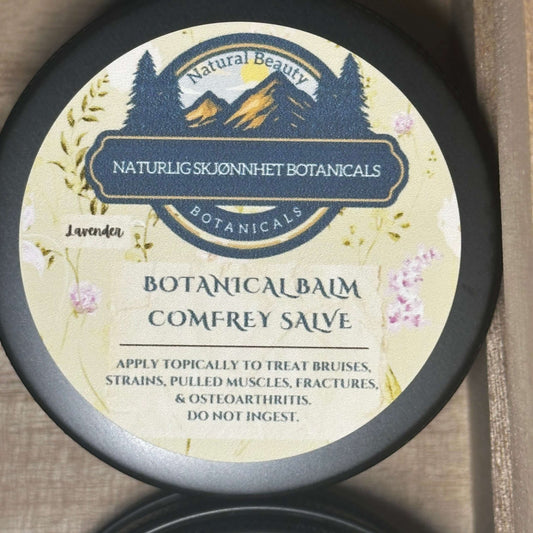 Natural Beauty
NATURLIG SKJØNNHET BOTANICALS
BOTANICALS
Lavender
BOTANICAL BALM
COMFREY SALVE
APPLY TOPICALLY TO TREAT BRUISES,
STRAINS, PULLED MUSCLES, FRACTURES,
& OSTEOARTHRITIS.
DO NOT INGEST.